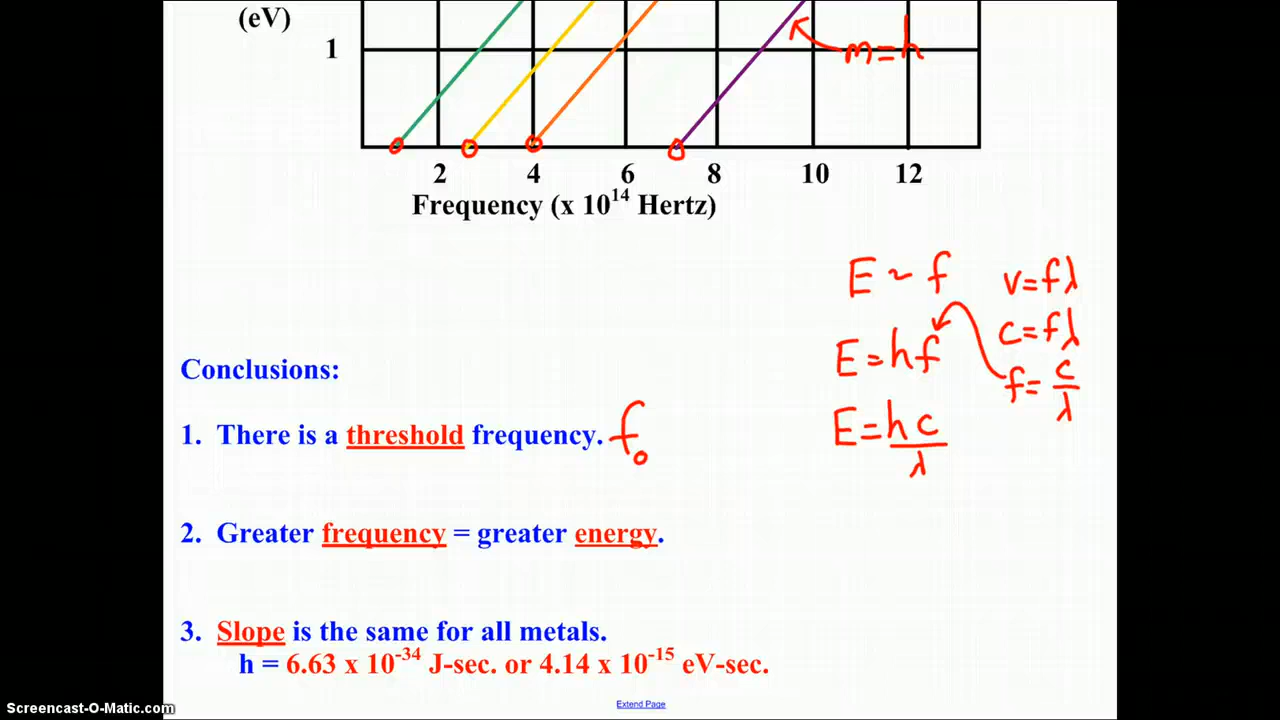 (eV)
1
m = h
2 4 6 8 10 12
Frequency (x 10^14 Hertz)
E ~ f
v = fλ
c = fλ
E = hf
f = c/λ
E = hc/λ
Conclusions:
1. There is a threshold frequency. f₀
2. Greater frequency = greater energy.
3. Slope is the same for all metals.
h = 6.63 x 10^-34 J-sec. or 4.14 x 10^-15 eV-sec.
Extend Page
Screencast-O-Matic.com